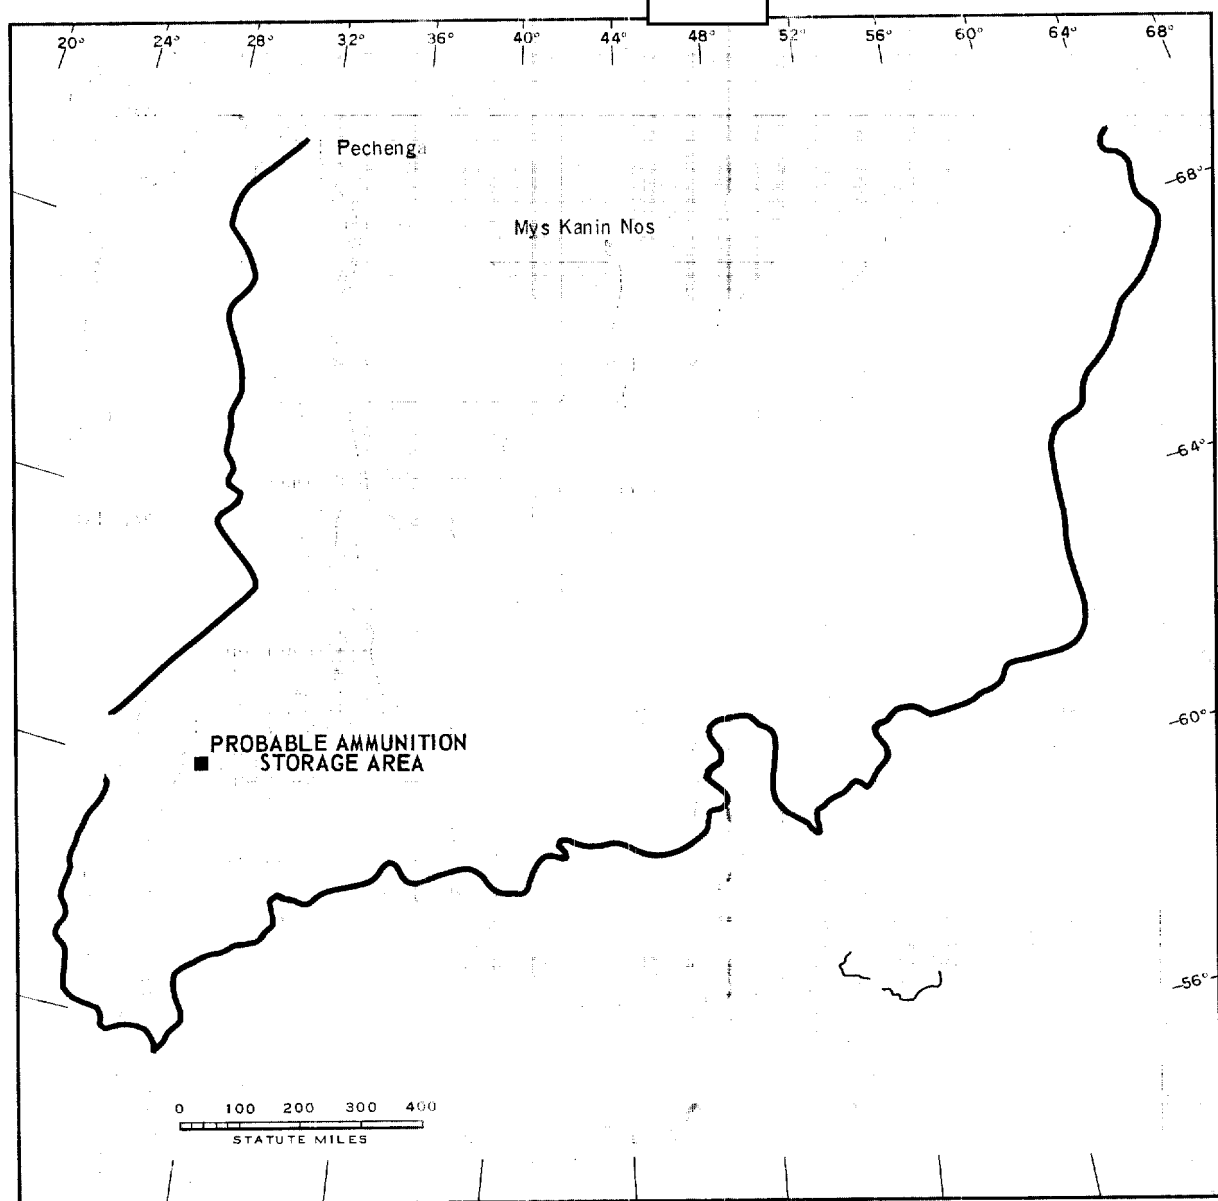 20° 24° 28° 32° 36° 40° 44° 48° 52° 56° 60° 64° 68°
Pechenga
68°
Mys Kanin Nos
64°
60°
PROBABLE AMMUNITION
STORAGE AREA
56°
0 100 200 300 400
STATUTE MILES